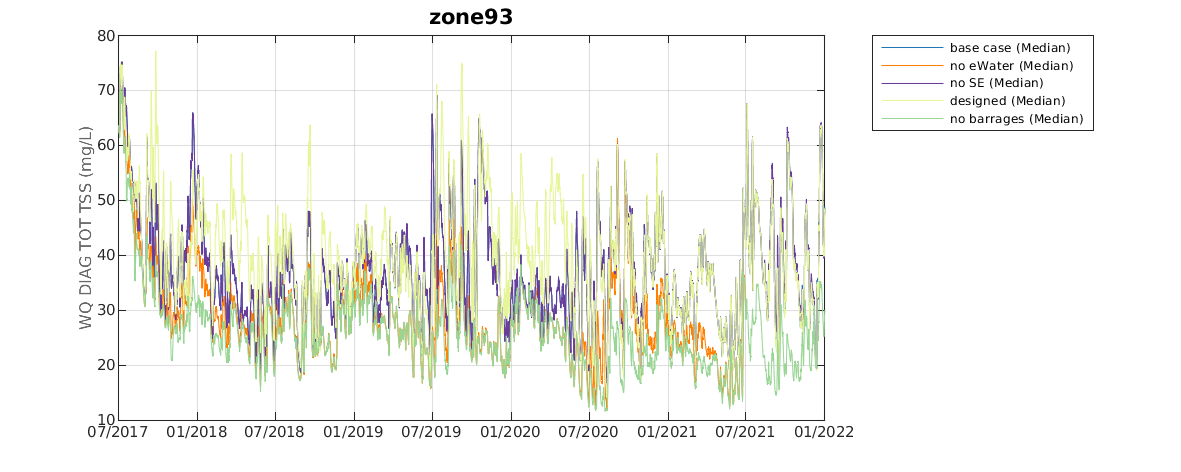 zone93
WQ DIAG TOT TSS (mg/L)
80
70
60
50
40
30
20
10
07/2017 01/2018 07/2018 01/2019 07/2019 01/2020 07/2020 01/2021 07/2021 01/2022
base case (Median)
no eWater (Median)
no SE (Median)
designed (Median)
no barrages (Median)